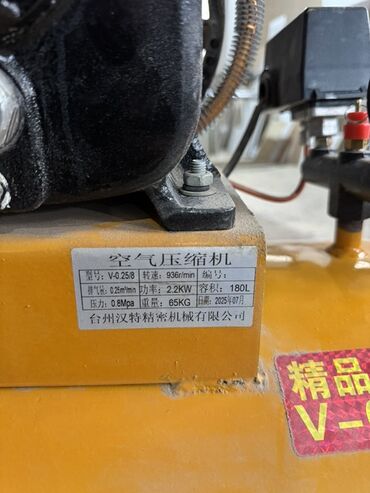 空气压缩机
型号: V-0.25/8 转速: 936r/min 编号:
排气量: 0.25m³/min 功率: 2.2KW 容积: 180L
压力: 0.8Mpa 重量: 65KG 日期: 2025年07月
台州汉特精密机械有限公司
精品
V-0